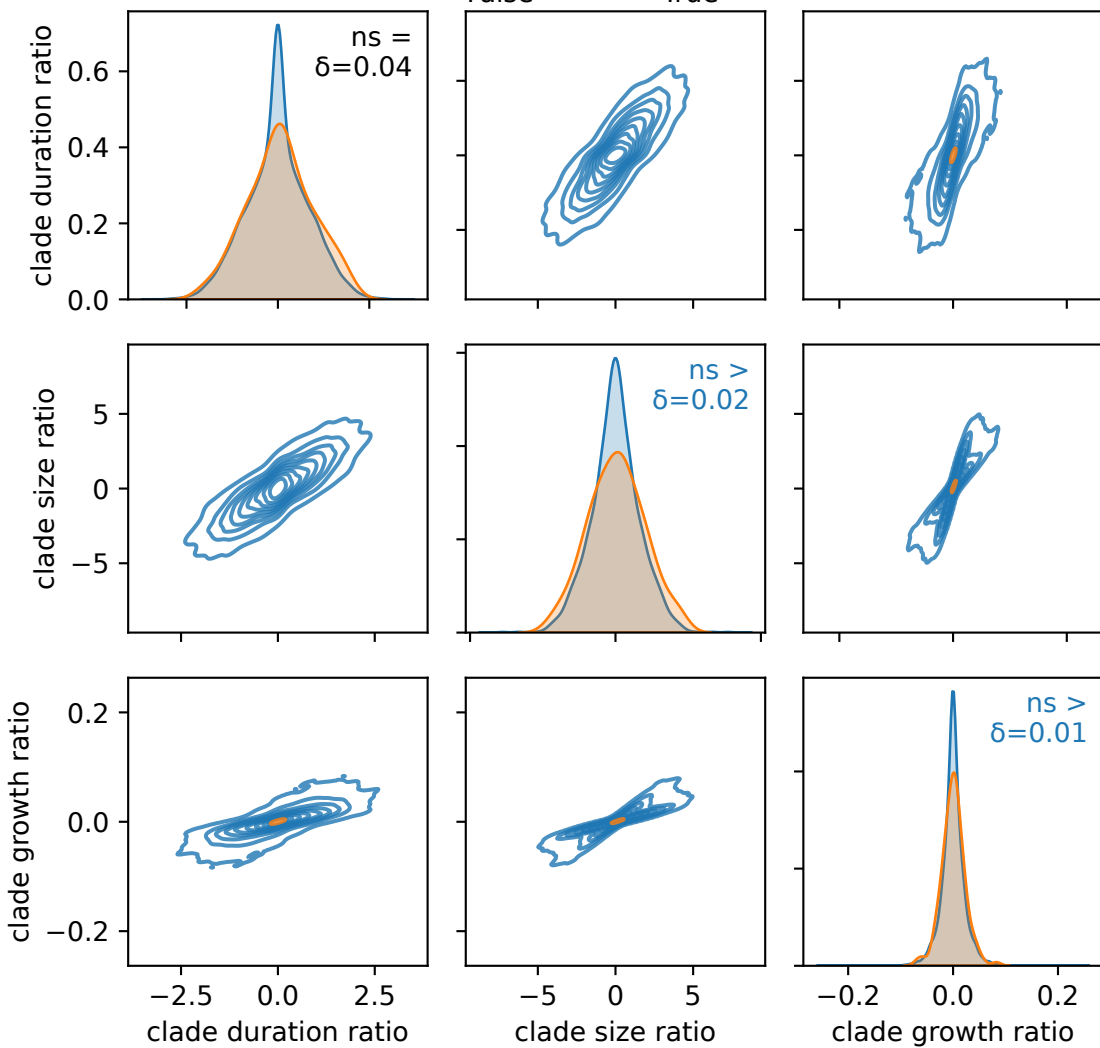 clade duration ratio
0.6
0.4
0.2
0.0
ns =
δ=0.04
clade size ratio
5
0
−5
ns >
δ=0.02
clade growth ratio
0.2
0.0
−0.2
ns >
δ=0.01
−2.5 0.0 2.5
−5 0 5
−0.2 0.0 0.2
clade duration ratio
clade size ratio
clade growth ratio